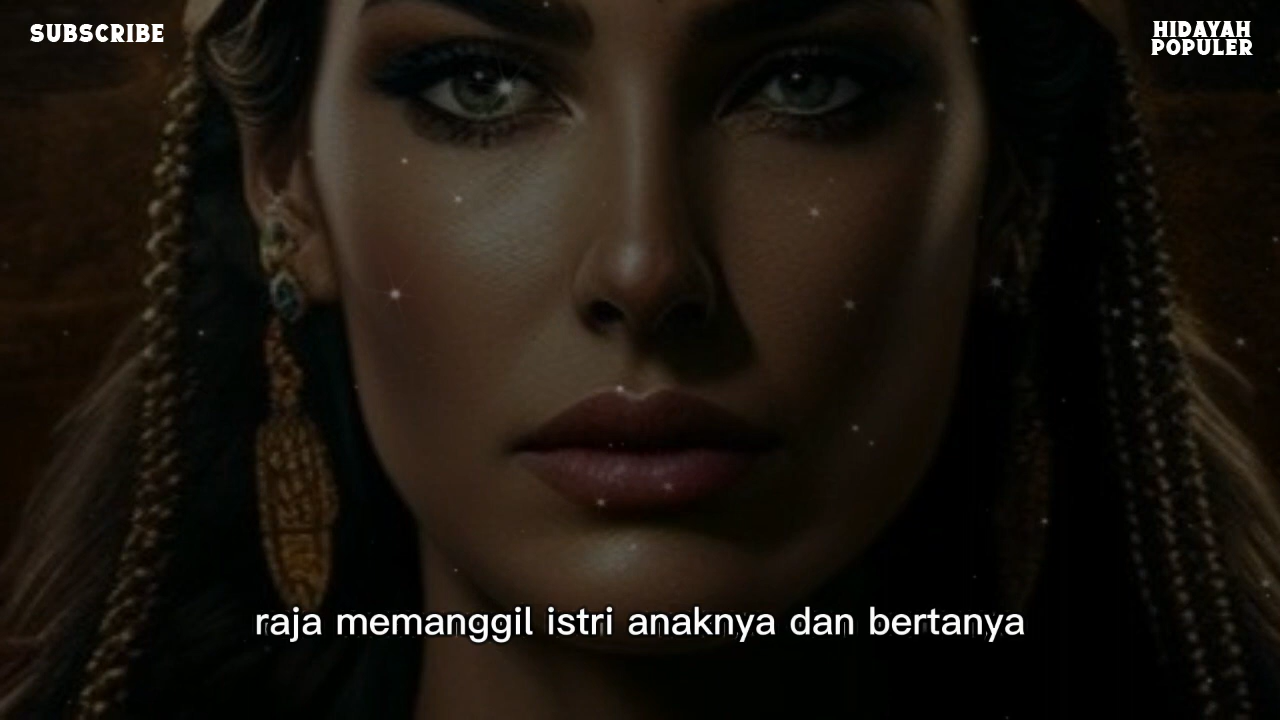 SUBSCRIBE
HIDAYAH
POPULER
raja memanggil istri anaknya dan bertanya